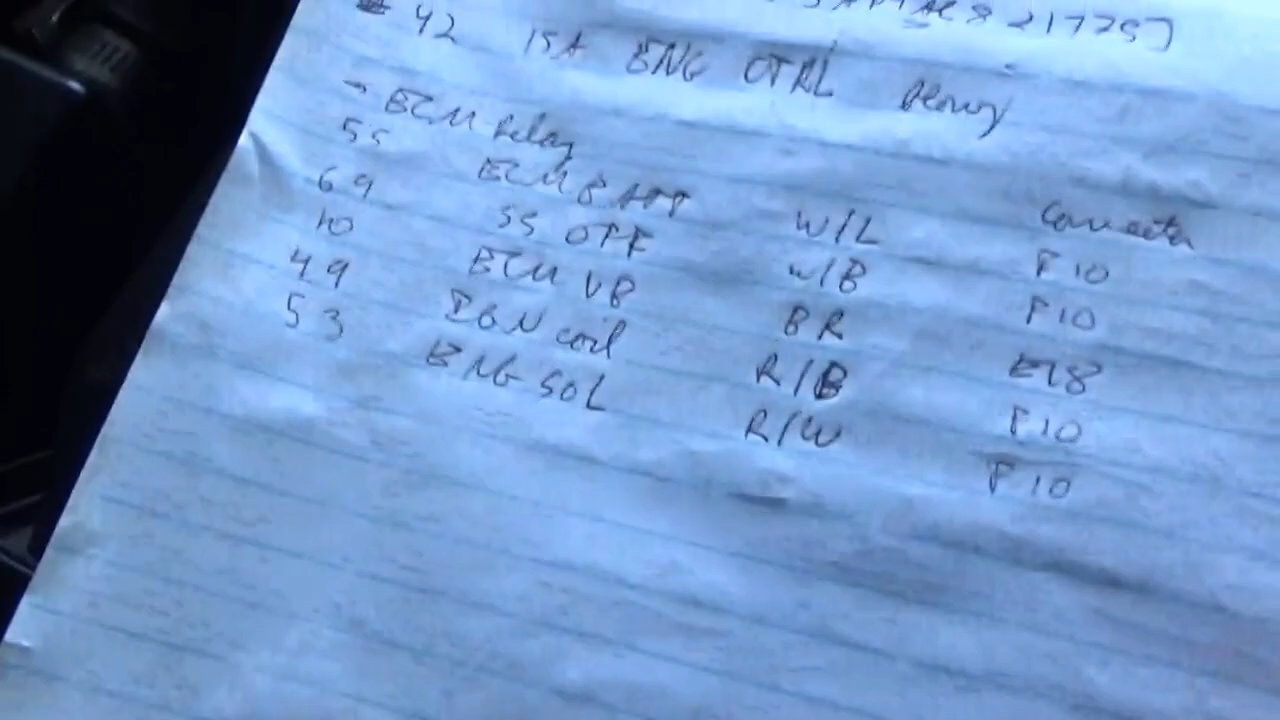 217257
# 42 15A ENG CTRL Relay
- ECM Relay Connector
55 ECM BATT W/L F10
69 SS OFF W/B F10
10 ECM VB BR E18
49 IGN coil R/B F10
53 ENG SOL R/W F10